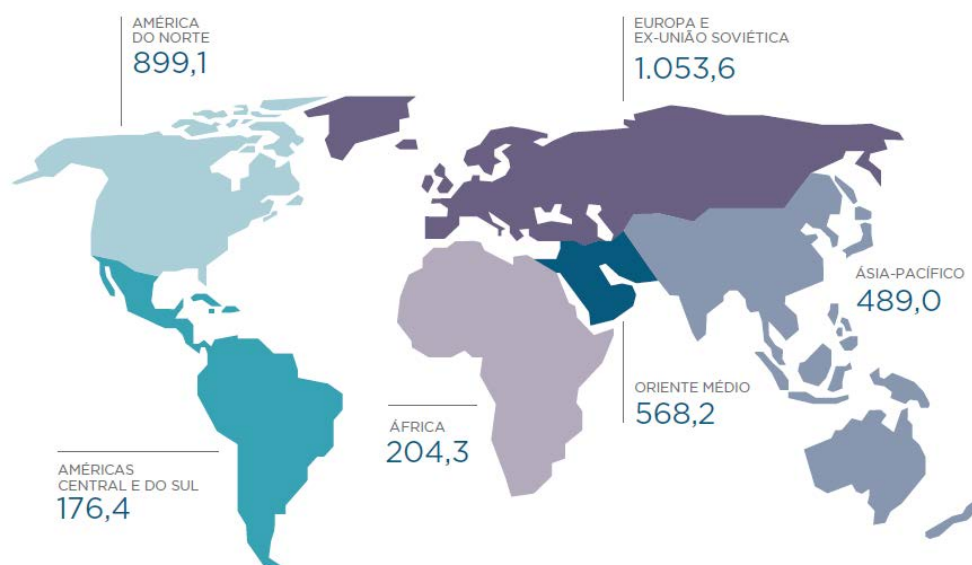 AMÉRICA
DO NORTE
899,1
EUROPA E
EX-UNIÃO SOVIÉTICA
1.053,6
ÁSIA-PACÍFICO
489,0
ORIENTE MÉDIO
568,2
ÁFRICA
204,3
AMÉRICAS
CENTRAL E DO SUL
176,4